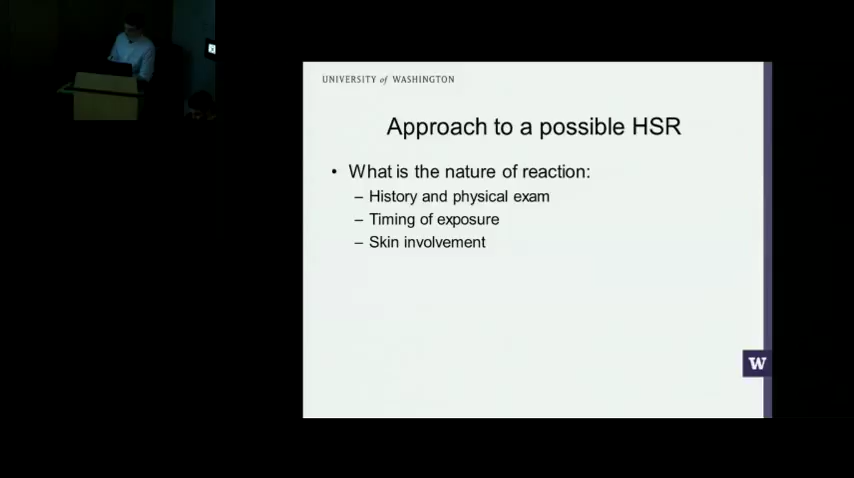 UNIVERSITY of WASHINGTON
Approach to a possible HSR
• What is the nature of reaction:
– History and physical exam
– Timing of exposure
– Skin involvement
W